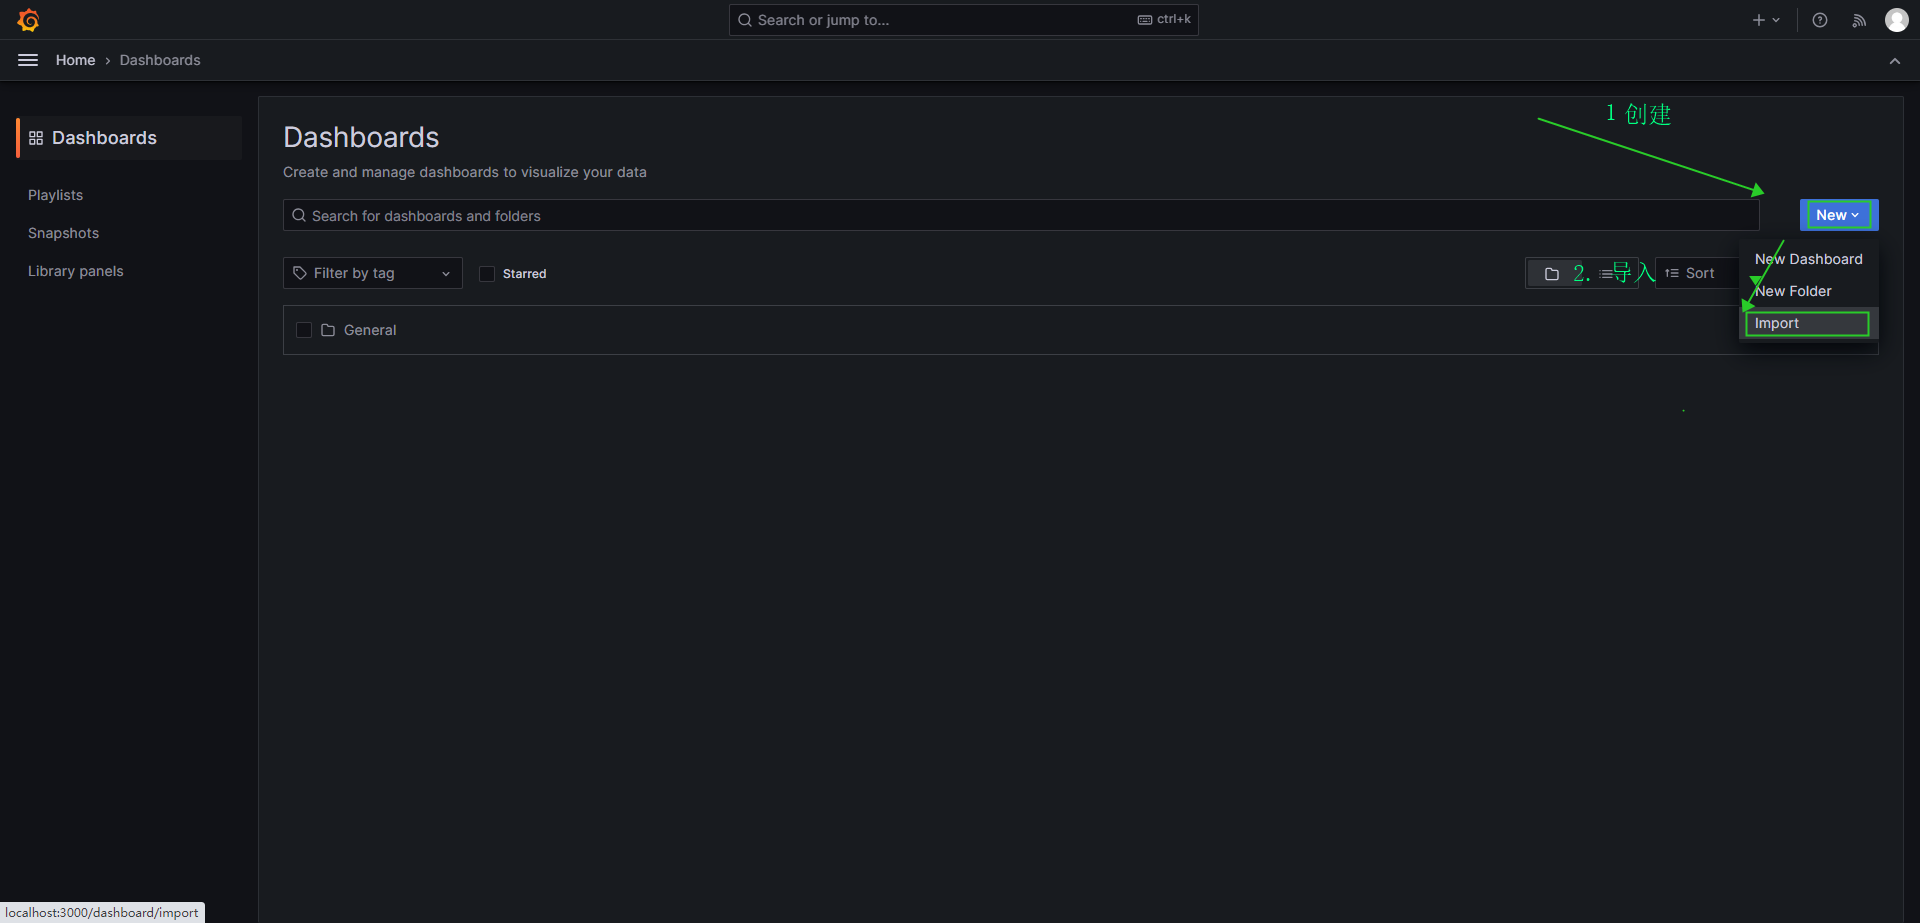 Search or jump to...
ctrl+k
Home › Dashboards
Dashboards
Playlists
Snapshots
Library panels
Dashboards
Create and manage dashboards to visualize your data
1 创建
Search for dashboards and folders
New
Filter by tag
Starred
2. 导入
Sort
New Dashboard
New Folder
Import
General
localhost:3000/dashboard/import